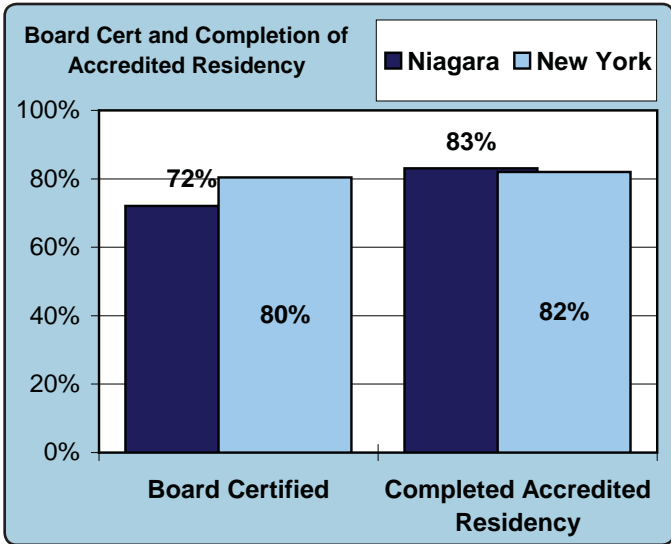 Board Cert and Completion of
Accredited Residency
Niagara New York
100%
80%
60%
40%
20%
0%
72%
80%
83%
82%
Board Certified
Completed Accredited
Residency